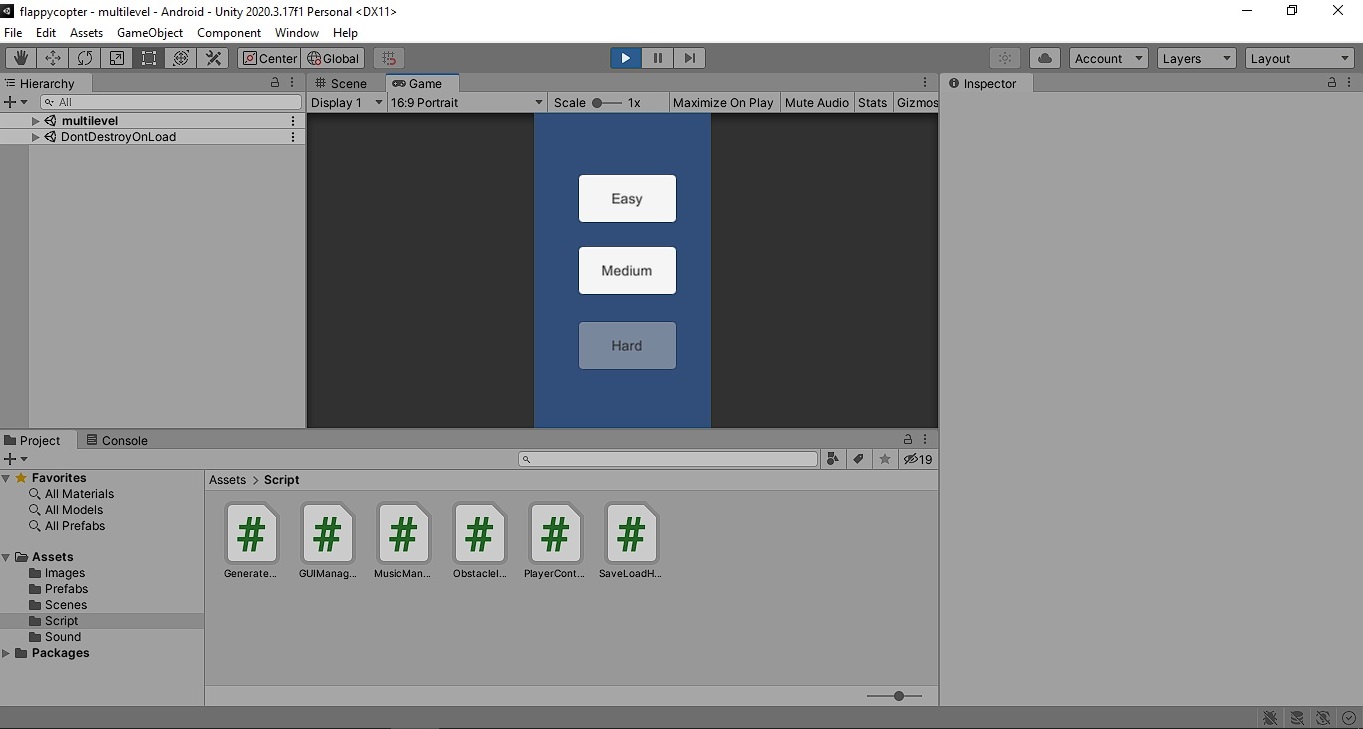 flappycopter - multilevel - Android - Unity 2020.3.17f1 Personal <DX11>
File Edit Assets GameObject Component Window Help
Center Global Account Layers Layout
Hierarchy Scene Game Inspector
All Display 1 16:9 Portrait Scale 1x Maximize On Play Mute Audio Stats Gizmos
multilevel
DontDestroyOnLoad
Easy
Medium
Hard
Project Console
19
Favorites
All Materials
All Models
All Prefabs
Assets
Images
Prefabs
Scenes
Script
Sound
Packages
Assets > Script
# # # # # #
Generate... GUIManag... MusicMan... ObstacleI... PlayerCont... SaveLoadH...